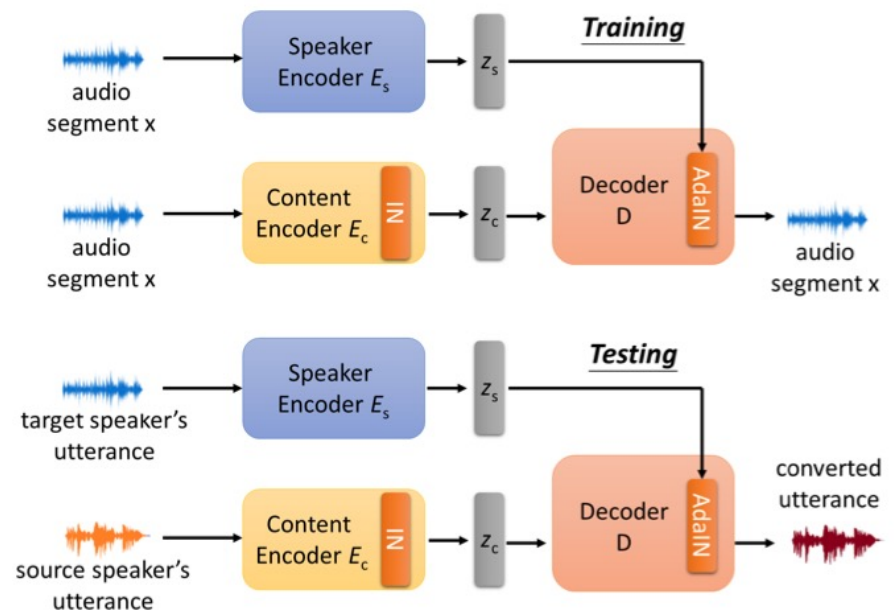 Training
Speaker
Encoder Es
zs
audio
segment x
Content
Encoder Ec
IN
zc
Decoder
D
AdaIN
audio
segment x
audio
segment x
Testing
Speaker
Encoder Es
zs
target speaker's
utterance
Content
Encoder Ec
IN
zc
Decoder
D
AdaIN
converted
utterance
source speaker's
utterance